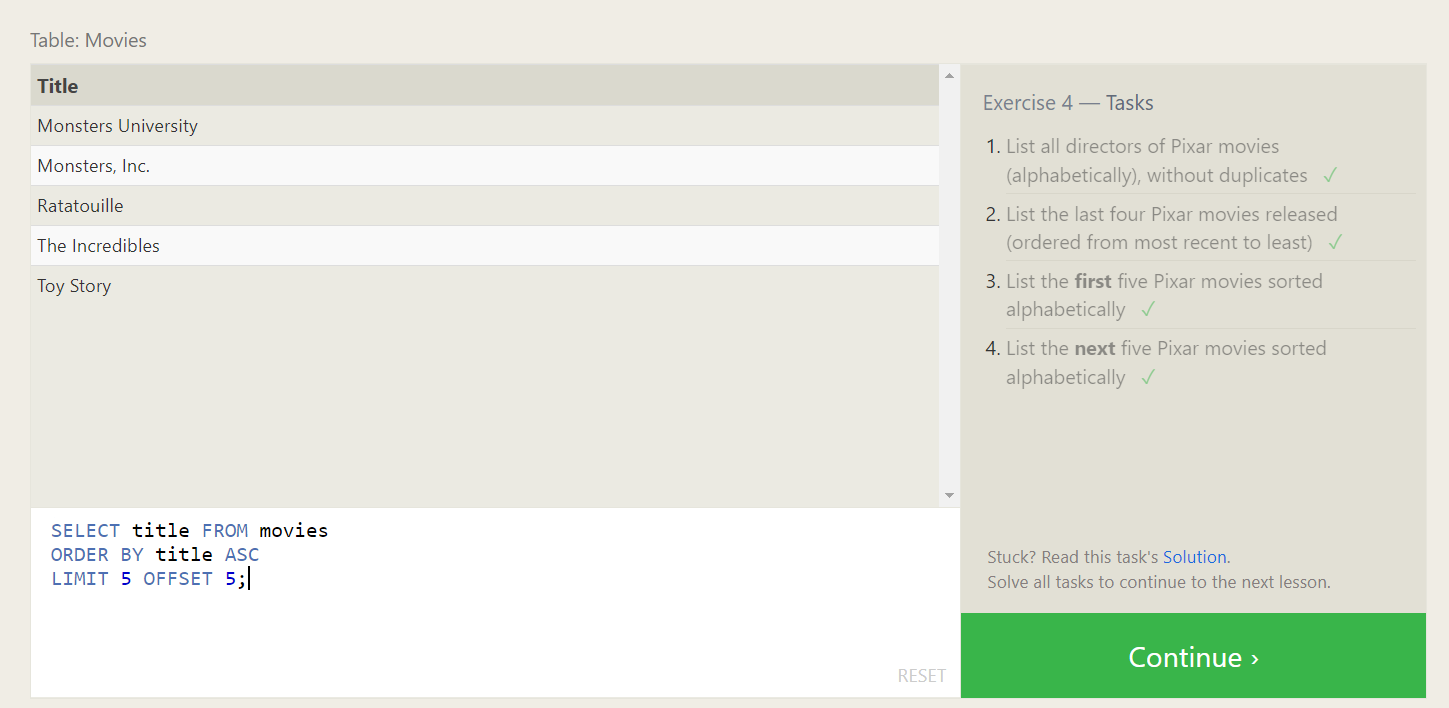 Table: Movies
Title
Monsters University
Monsters, Inc.
Ratatouille
The Incredibles
Toy Story
SELECT title FROM movies
ORDER BY title ASC
LIMIT 5 OFFSET 5;
RESET
Exercise 4 — Tasks
1. List all directors of Pixar movies
(alphabetically), without duplicates ✓
2. List the last four Pixar movies released
(ordered from most recent to least) ✓
3. List the first five Pixar movies sorted
alphabetically ✓
4. List the next five Pixar movies sorted
alphabetically ✓
Stuck? Read this task's Solution.
Solve all tasks to continue to the next lesson.
Continue ›